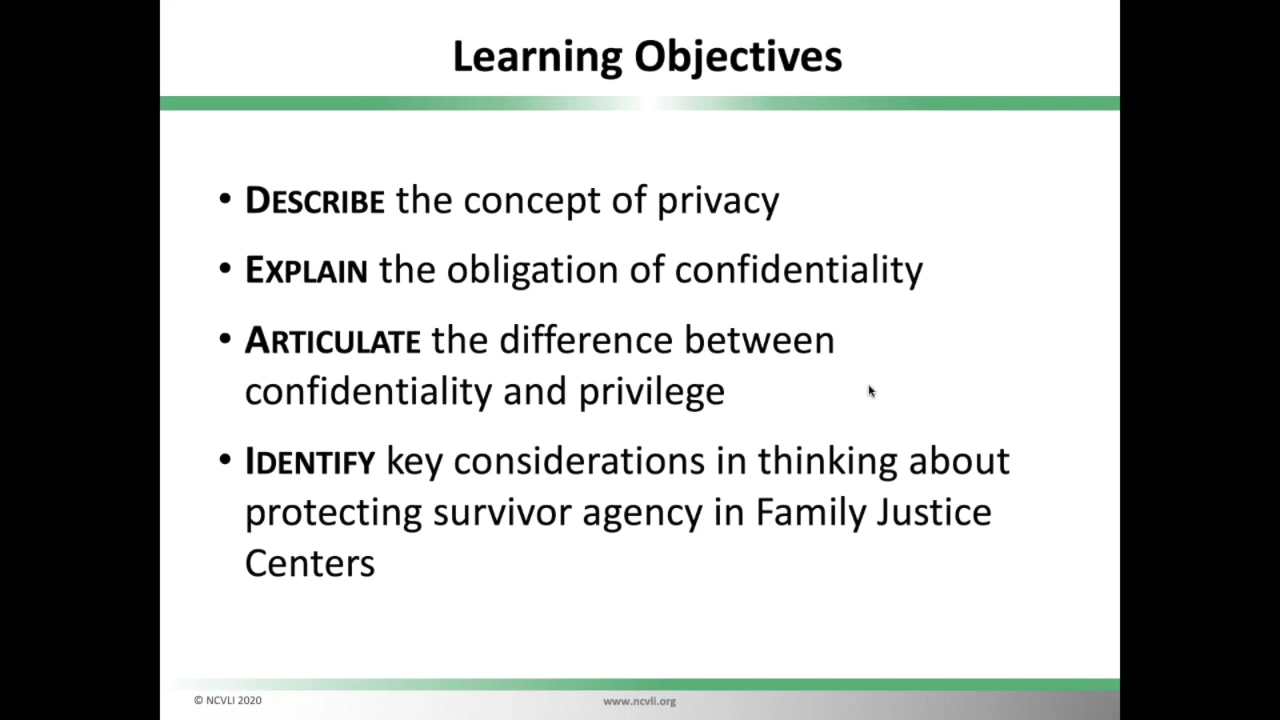 Learning Objectives
• DESCRIBE the concept of privacy
• EXPLAIN the obligation of confidentiality
• ARTICULATE the difference between
confidentiality and privilege
• IDENTIFY key considerations in thinking about
protecting survivor agency in Family Justice
Centers
© NCVLI 2020
www.ncvli.org